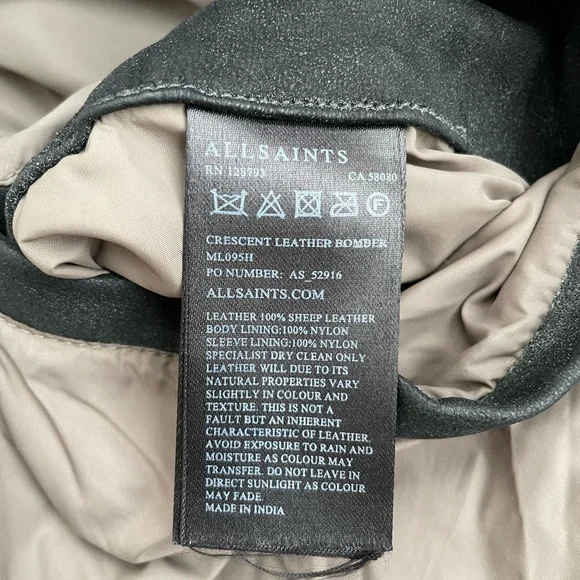 ALLSAINTS
RN 128793 CA 58080
F
CRESCENT LEATHER BOMBER
ML095H
PO NUMBER: AS_52916
ALLSAINTS.COM
LEATHER 100% SHEEP LEATHER
BODY LINING:100% NYLON
SLEEVE LINING:100% NYLON
SPECIALIST DRY CLEAN ONLY
LEATHER WILL DUE TO ITS
NATURAL PROPERTIES VARY
SLIGHTLY IN COLOUR AND
TEXTURE. THIS IS NOT A
FAULT BUT AN INHERENT
CHARACTERISTIC OF LEATHER.
AVOID EXPOSURE TO RAIN AND
MOISTURE AS COLOUR MAY
TRANSFER. DO NOT LEAVE IN
DIRECT SUNLIGHT AS COLOUR
MAY FADE.
MADE IN INDIA